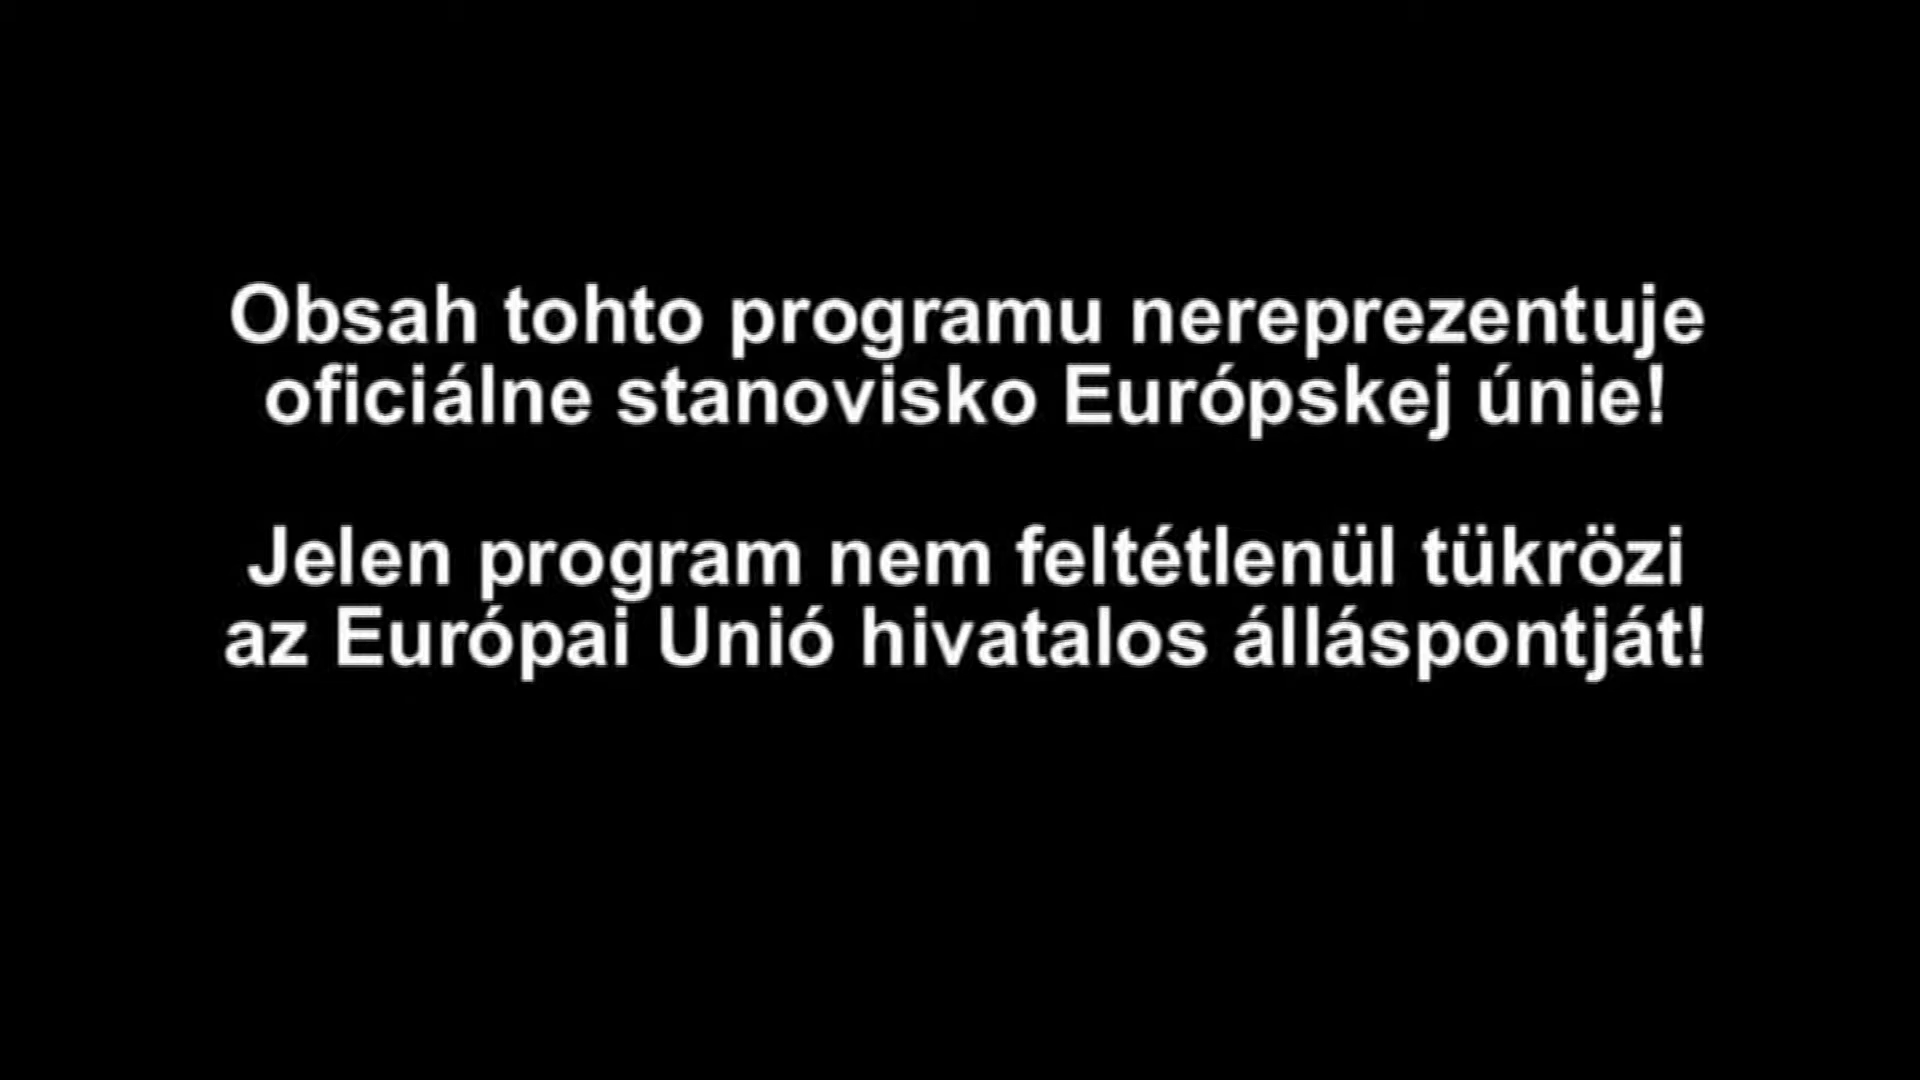 Obsah tohto programu nereprezentuje
oficiálne stanovisko Európskej únie!
Jelen program nem feltétlenül tükrözi
az Európai Unió hivatalos álláspontját!